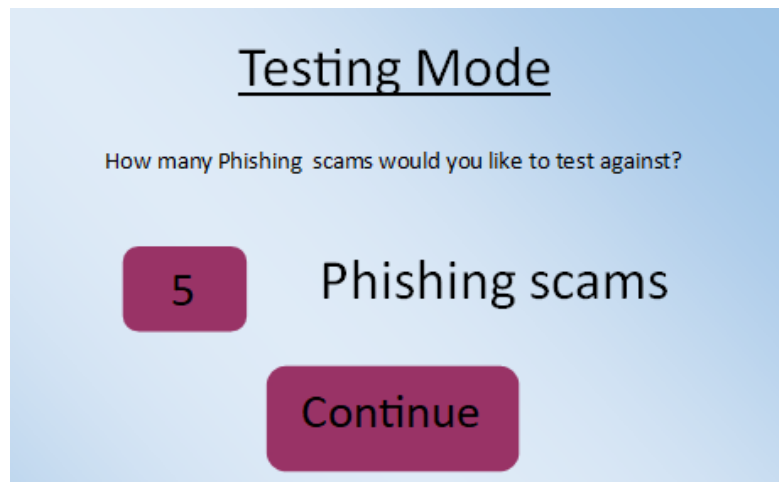 Testing Mode
How many Phishing scams would you like to test against?
5 Phishing scams
Continue